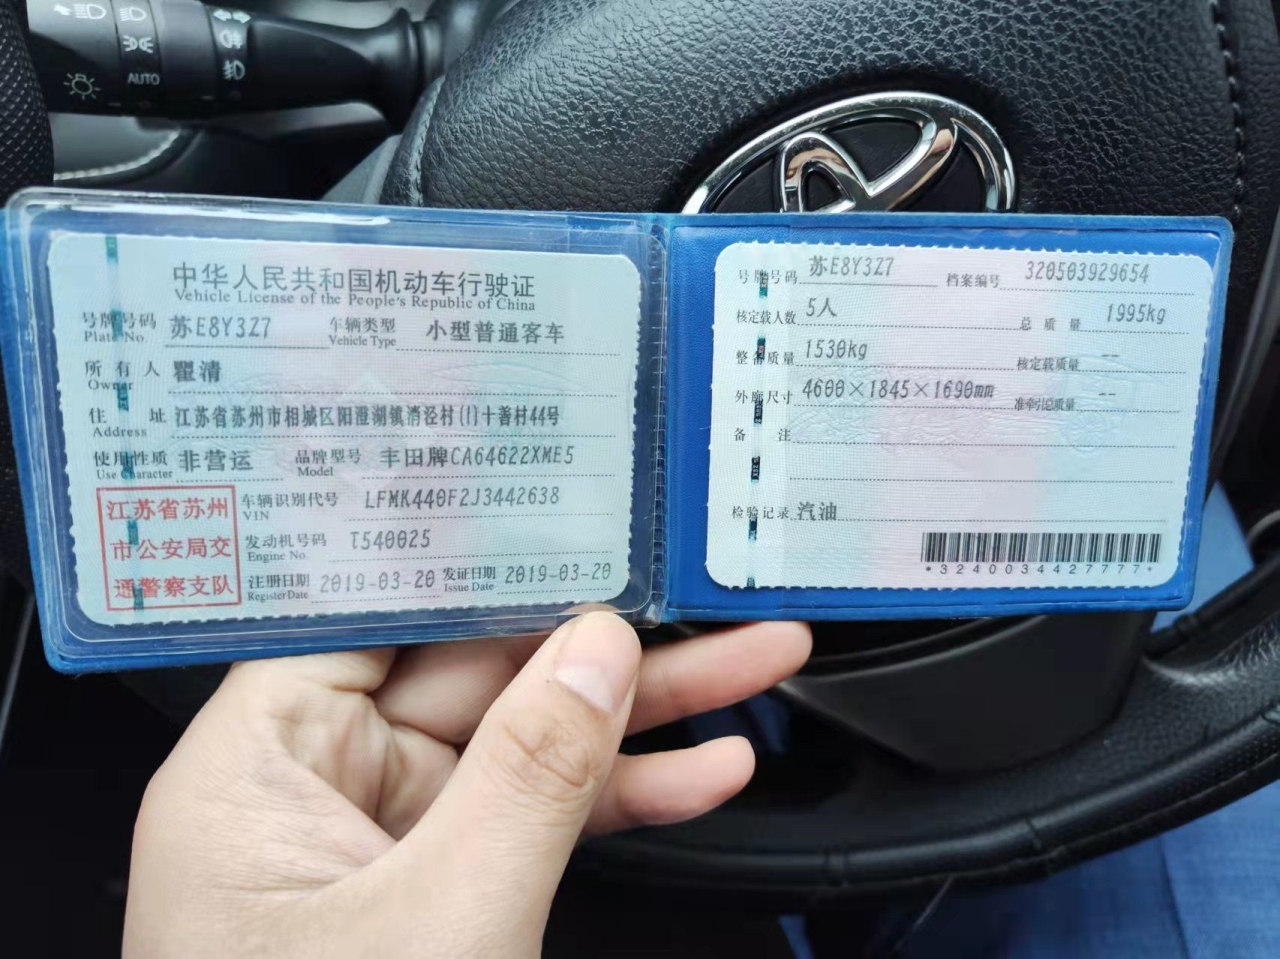 AUTO
中华人民共和国机动车行驶证
Vehicle License of the People's Republic of China
号牌号码 苏E8Y3Z7 车辆类型 小型普通客车
Plate No. Vehicle Type
所有人 瞿清
Owner
住址 江苏省苏州市相城区阳澄湖镇消泾村(1)十善村44号
Address
使用性质 非营运 品牌型号 丰田牌CA64622XME5
Use Character Model
江苏省苏州
市公安局交
通警察支队
车辆识别代号 LFMK440F2J3442638
VIN
发动机号码 T540025
Engine No.
注册日期 2019-03-20 发证日期 2019-03-20
Register Date Issue Date
号牌号码 苏E8Y3Z7 档案编号 320503929654
核定载人数 5人 总质量 1995kg
整备质量 1530kg 核定载质量 --
外廓尺寸 4600×1845×1690mm 准牵引总质量 --
备注
检验记录 汽油
*3240034427777*